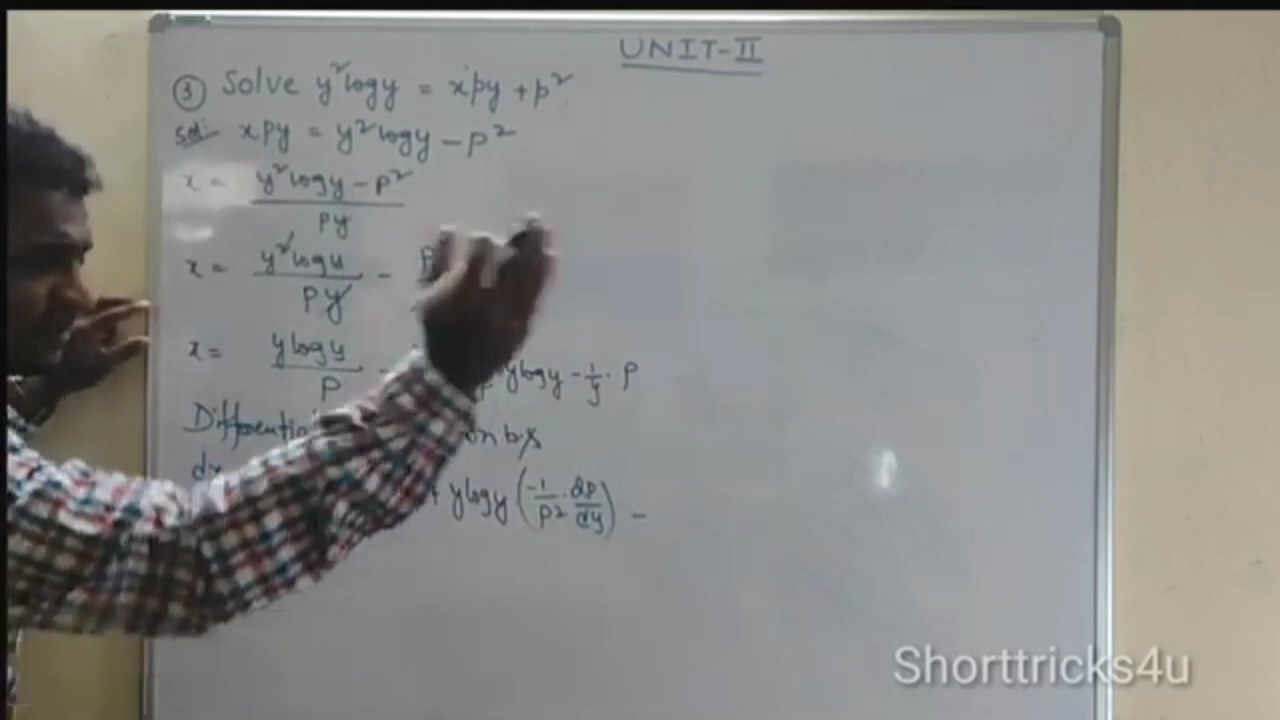 UNIT-II
③ Solve y²logy = xpy + p²
Sol: xpy = y²logy - p²
x = y²logy - p² / py
x = y²logy / py - P
x = ylogy / P - ylogy - 1/y . P
on b/s
dx + ylogy (-1/p² . dp/dy) -
Shorttricks4u